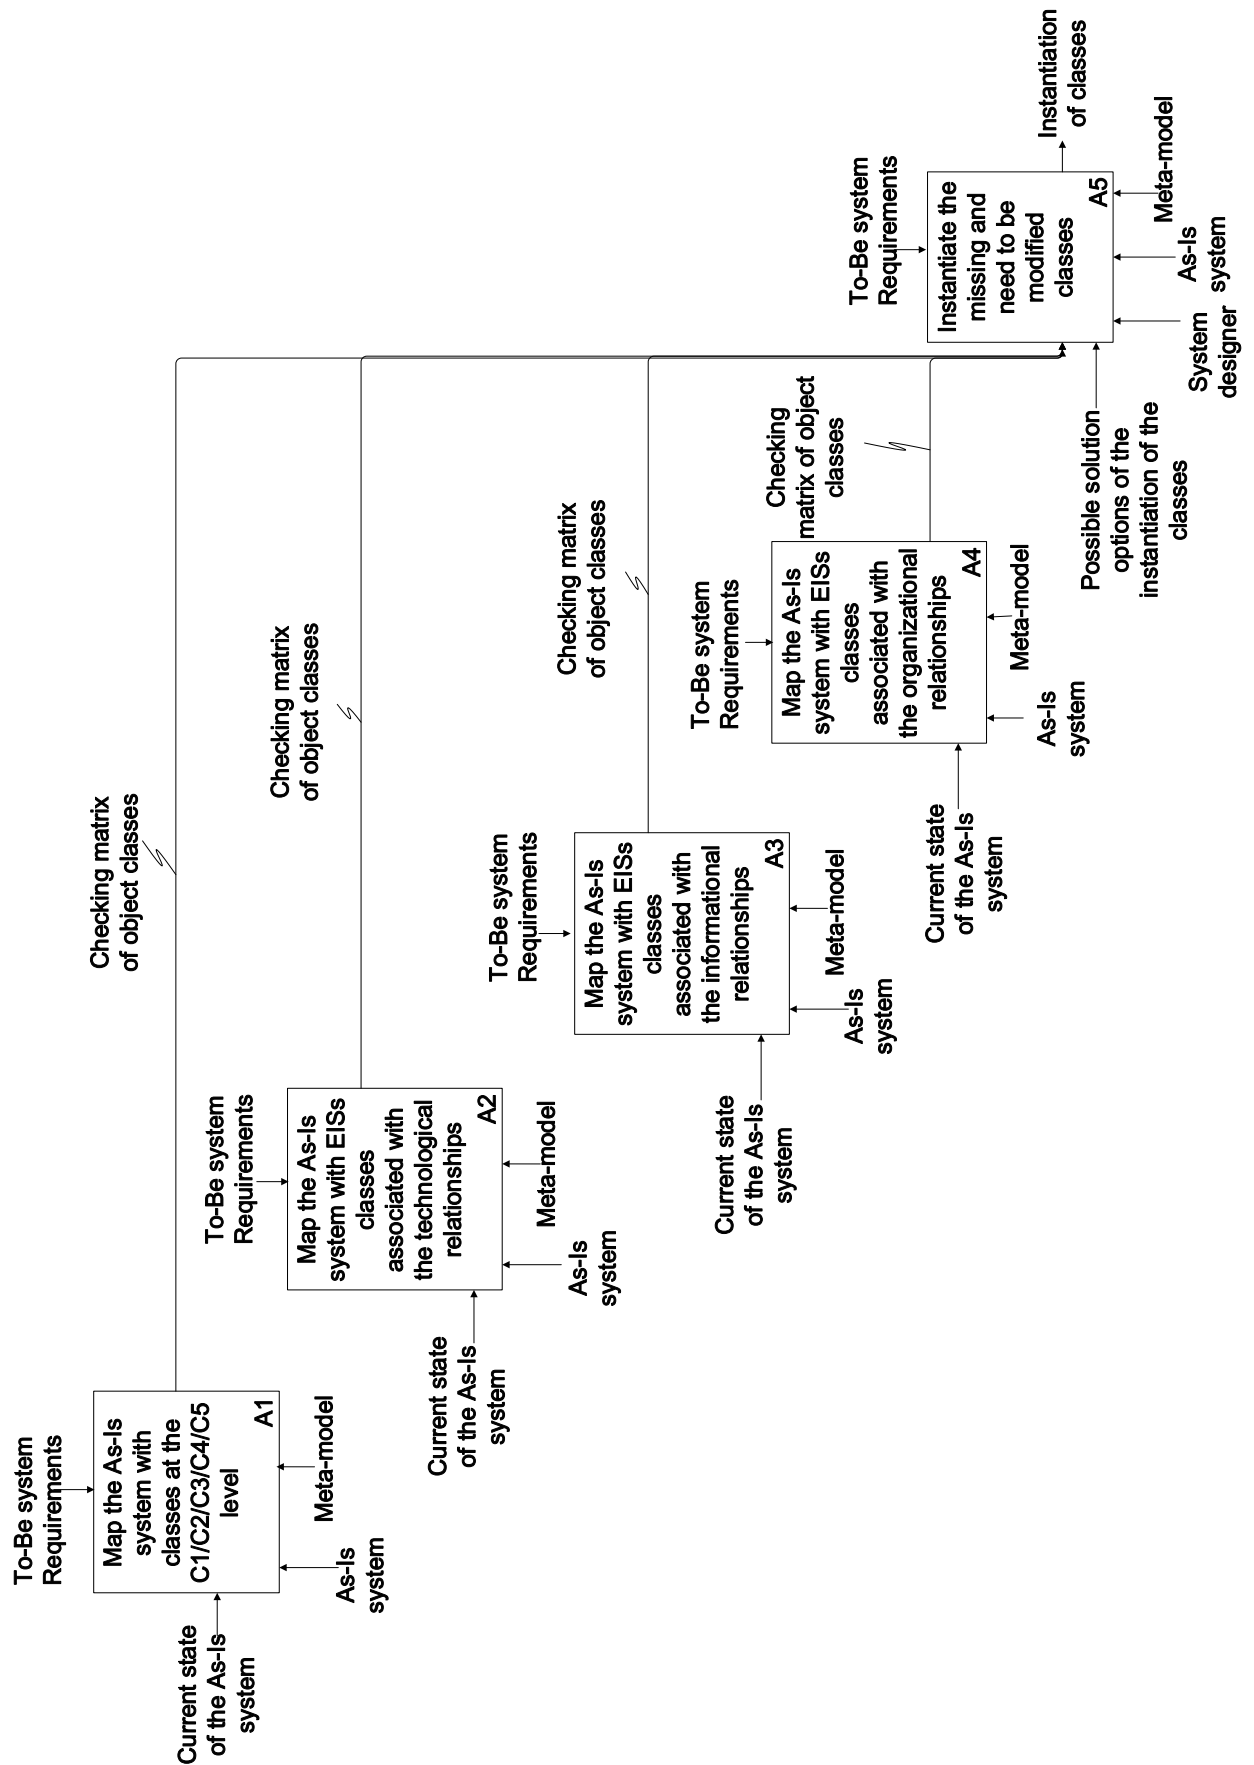 To-Be system
Requirements
Map the As-Is
system with
classes at the
C1/C2/C3/C4/C5
level
A1
Current state
of the As-Is
system
As-Is
system
Meta-model
Checking matrix
of object classes
To-Be system
Requirements
Map the As-Is
system with EISs
classes
associated with
the technological
relationships
A2
Current state
of the As-Is
system
As-Is
system
Meta-model
Checking matrix
of object classes
To-Be system
Requirements
Map the As-Is
system with EISs
classes
associated with
the informational
relationships
A3
Current state
of the As-Is
system
As-Is
system
Meta-model
Checking matrix
of object classes
To-Be system
Requirements
Map the As-Is
system with EISs
classes
associated with
the organizational
relationships
A4
Current state
of the As-Is
system
As-Is
system
Meta-model
Checking
matrix of object
classes
To-Be system
Requirements
Instantiate the
missing and
need to be
modified
classes
A5
Possible solution
options of the
instantiation of the
classes
System
designer
As-Is
system
Meta-model
Instantiation
of classes